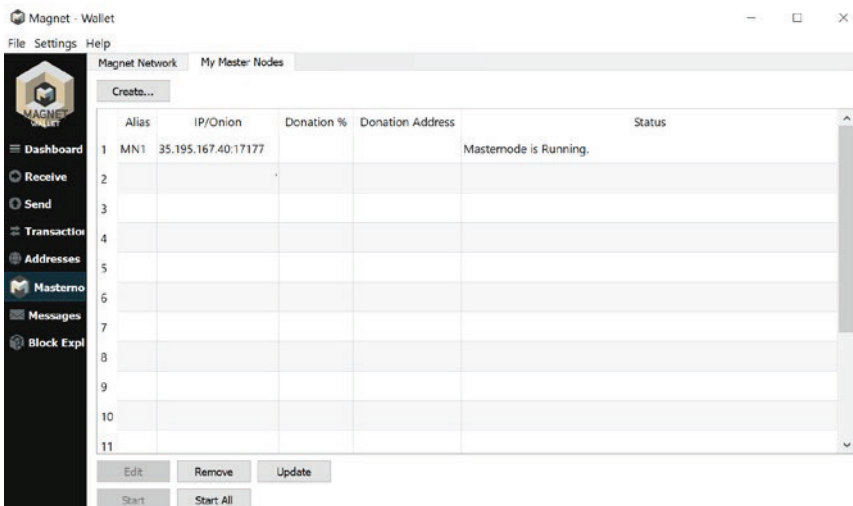 Magnet - Wallet
File Settings Help
Magnet Network My Master Nodes
Create...
MAGNET
WALLET
Alias IP/Onion Donation % Donation Address Status
Dashboard
1 MN1 35.195.167.40:17177 Masternode is Running.
Receive
2
Send
3
Transaction
4
Addresses
5
Masterno
6
Messages
7
Block Expl
8
9
10
11
Edit Remove Update
Start Start All